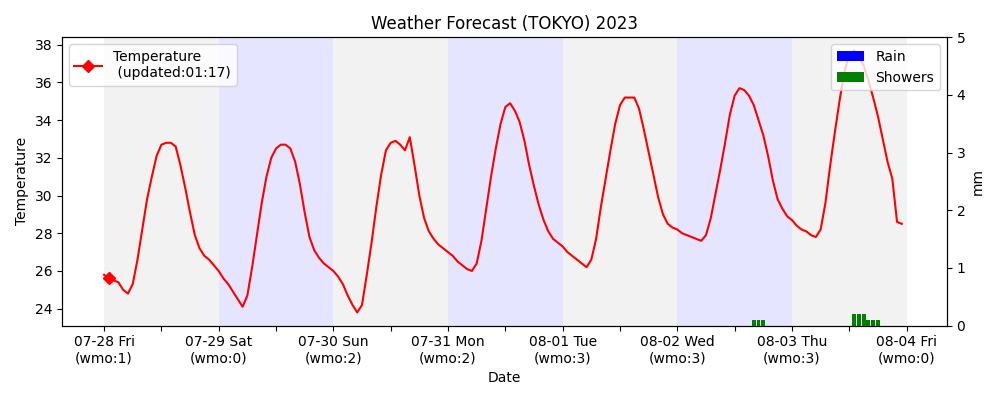 Weather Forecast (TOKYO) 2023
Temperature
(updated:01:17)
Rain
Showers
38
36
34
32
30
28
26
24
Temperature
5
4
3
2
1
0
mm
07-28 Fri
(wmo:1)
07-29 Sat
(wmo:0)
07-30 Sun
(wmo:2)
07-31 Mon
(wmo:2)
08-01 Tue
(wmo:3)
08-02 Wed
(wmo:3)
08-03 Thu
(wmo:3)
08-04 Fri
(wmo:0)
Date